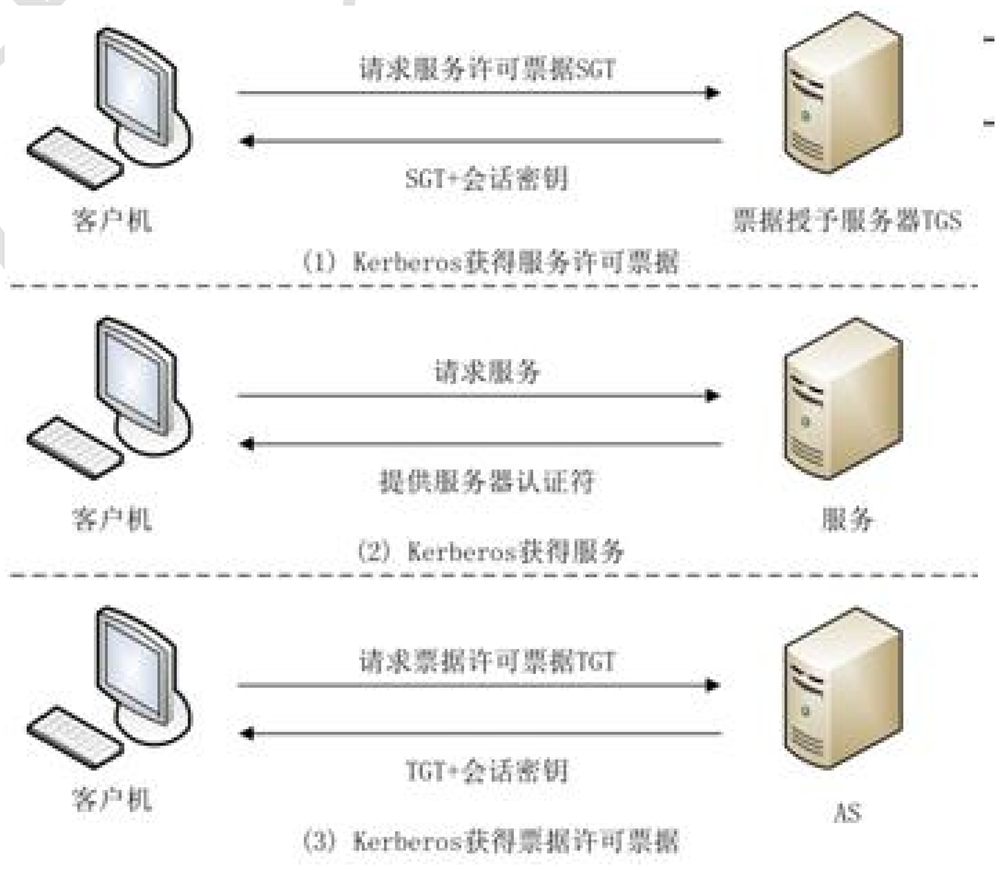 请求服务许可票据SGT
SGT+会话密钥
客户机
票据授予服务器TGS
(1) Kerberos获得服务许可票据
请求服务
提供服务器认证符
客户机
服务
(2) Kerberos获得服务
请求票据许可票据TGT
TGT+会话密钥
客户机
AS
(3) Kerberos获得票据许可票据